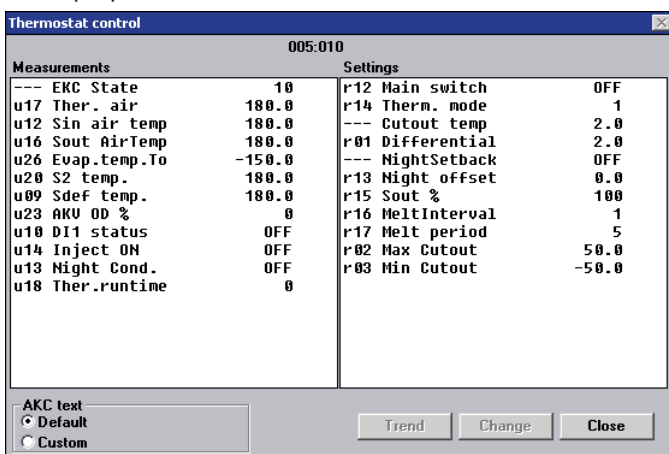 Thermostat control
005:010
Measurements
--- EKC State 10
u17 Ther. air 180.0
u12 Sin air temp 180.0
u16 Sout AirTemp 180.0
u26 Evap.temp.To -150.0
u20 S2 temp. 180.0
u09 Sdef temp. 180.0
u23 AKV OD % 0
u10 DI1 status OFF
u14 Inject ON OFF
u13 Night Cond. OFF
u18 Ther.runtime 0
Settings
r12 Main switch OFF
r14 Therm. mode 1
--- Cutout temp 2.0
r01 Differential 2.0
--- NightSetback OFF
r13 Night offset 0.0
r15 Sout % 100
r16 MeltInterval 1
r17 Melt period 5
r02 Max Cutout 50.0
r03 Min Cutout -50.0
AKC text
Default
Custom
Trend
Change
Close